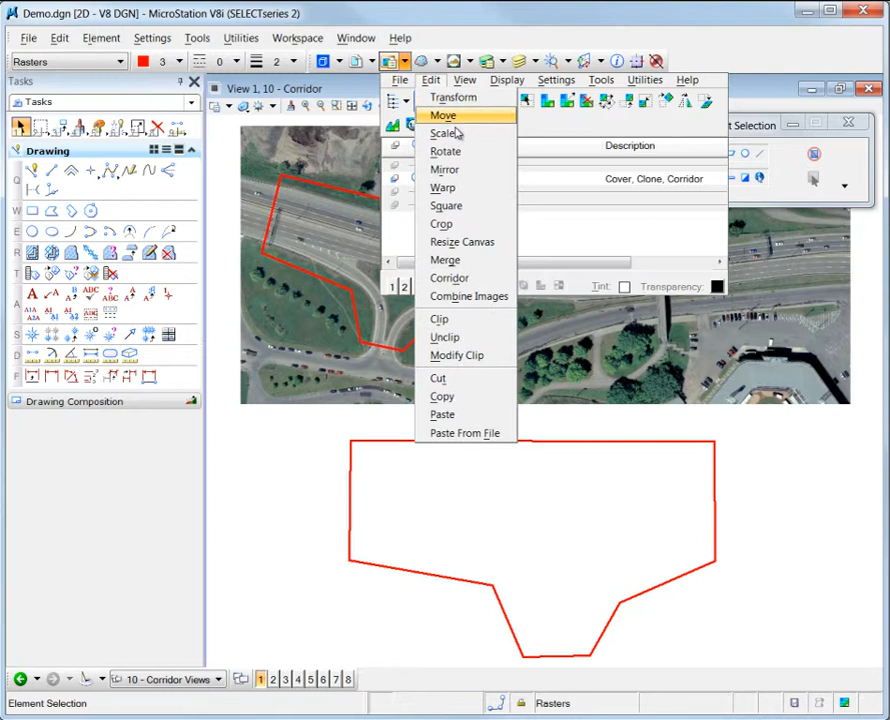 Demo.dgn [2D - V8 DGN] - MicroStation V8i (SELECTseries 2)
File Edit Element Settings Tools Utilities Workspace Window Help
Rasters 3 0 2
Tasks
View 1, 10 - Corridor
File Edit View Display Settings Tools Utilities Help
Tasks
Transform
Move
Scale
Rotate
Mirror
Warp
Square
Crop
Resize Canvas
Merge
Corridor
Combine Images
Clip
Unclip
Modify Clip
Cut
Copy
Paste
Paste From File
t Selection
Description
Cover, Clone, Corridor
1 2
Tint: Transparency:
Drawing
Q
W
E
R
T
A
S
D
F
Drawing Composition
10 - Corridor Views 1 2 3 4 5 6 7 8
Element Selection
Rasters